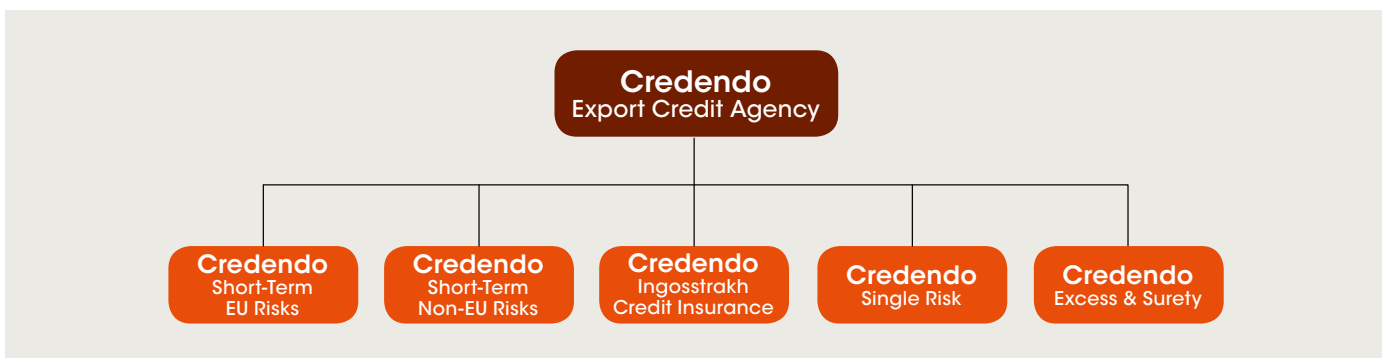 Credendo
Export Credit Agency
Credendo
Short-Term
EU Risks
Credendo
Short-Term
Non-EU Risks
Credendo
Ingosstrakh
Credit Insurance
Credendo
Single Risk
Credendo
Excess & Surety